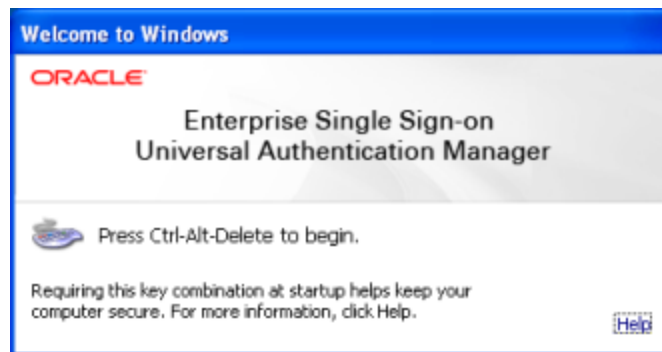 Welcome to Windows
ORACLE
Enterprise Single Sign-on
Universal Authentication Manager
Press Ctrl-Alt-Delete to begin.
Requiring this key combination at startup helps keep your
computer secure. For more information, click Help.
Help